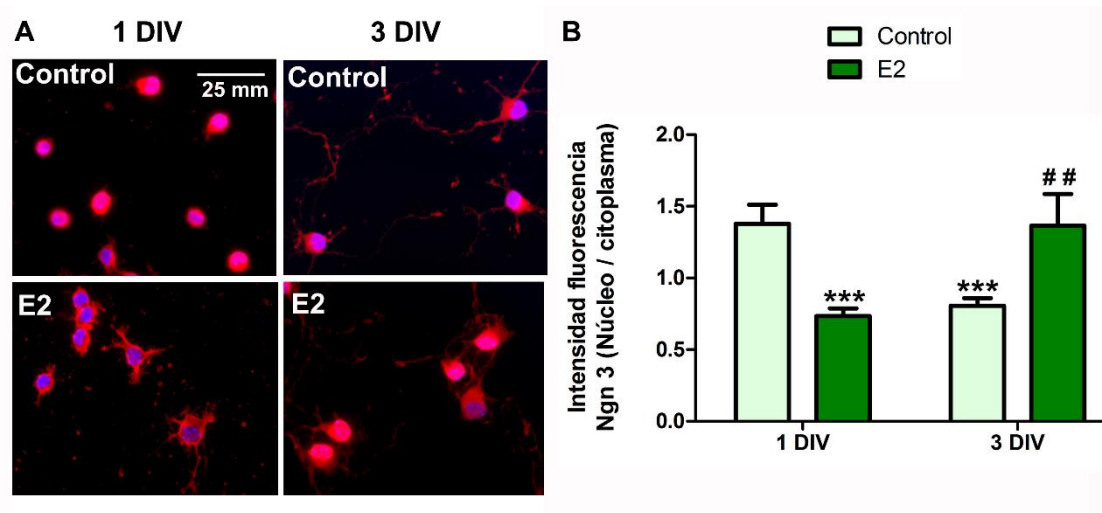 A
1 DIV
3 DIV
Control
25 mm
Control
E2
E2
B
Control
E2
Intensidad fluorescencia
Ngn 3 (Núcleo / citoplasma)
2.0
1.5
1.0
0.5
0.0
***
***
# #
1 DIV
3 DIV